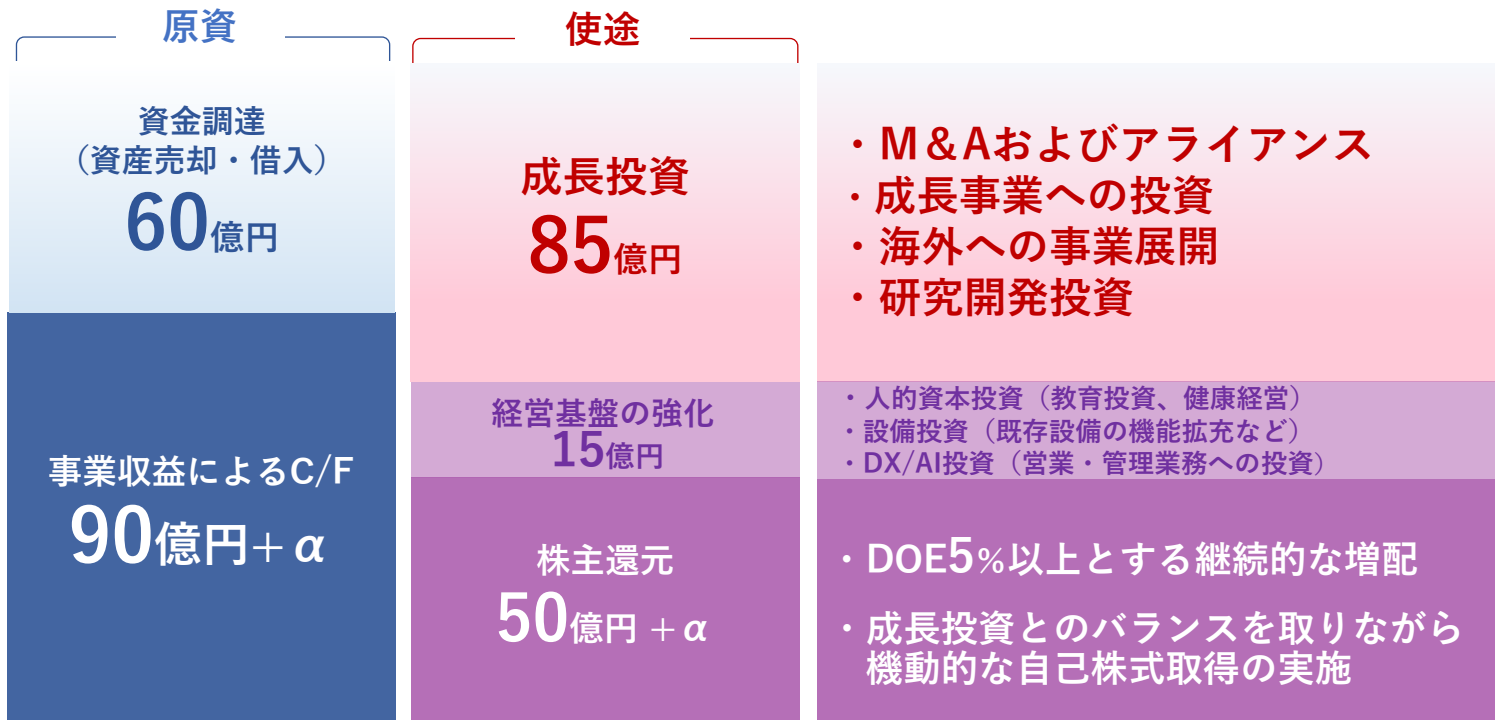 原資
資金調達
（資産売却・借入）
60億円
事業収益によるC/F
90億円＋α
使途
成長投資
85億円
経営基盤の強化
15億円
株主還元
50億円＋α
・M＆Aおよびアライアンス
・成長事業への投資
・海外への事業展開
・研究開発投資
・人的資本投資（教育投資、健康経営）
・設備投資（既存設備の機能拡充など）
・DX/AI投資（営業・管理業務への投資）
・DOE5％以上とする継続的な増配
・成長投資とのバランスを取りながら
機動的な自己株式取得の実施